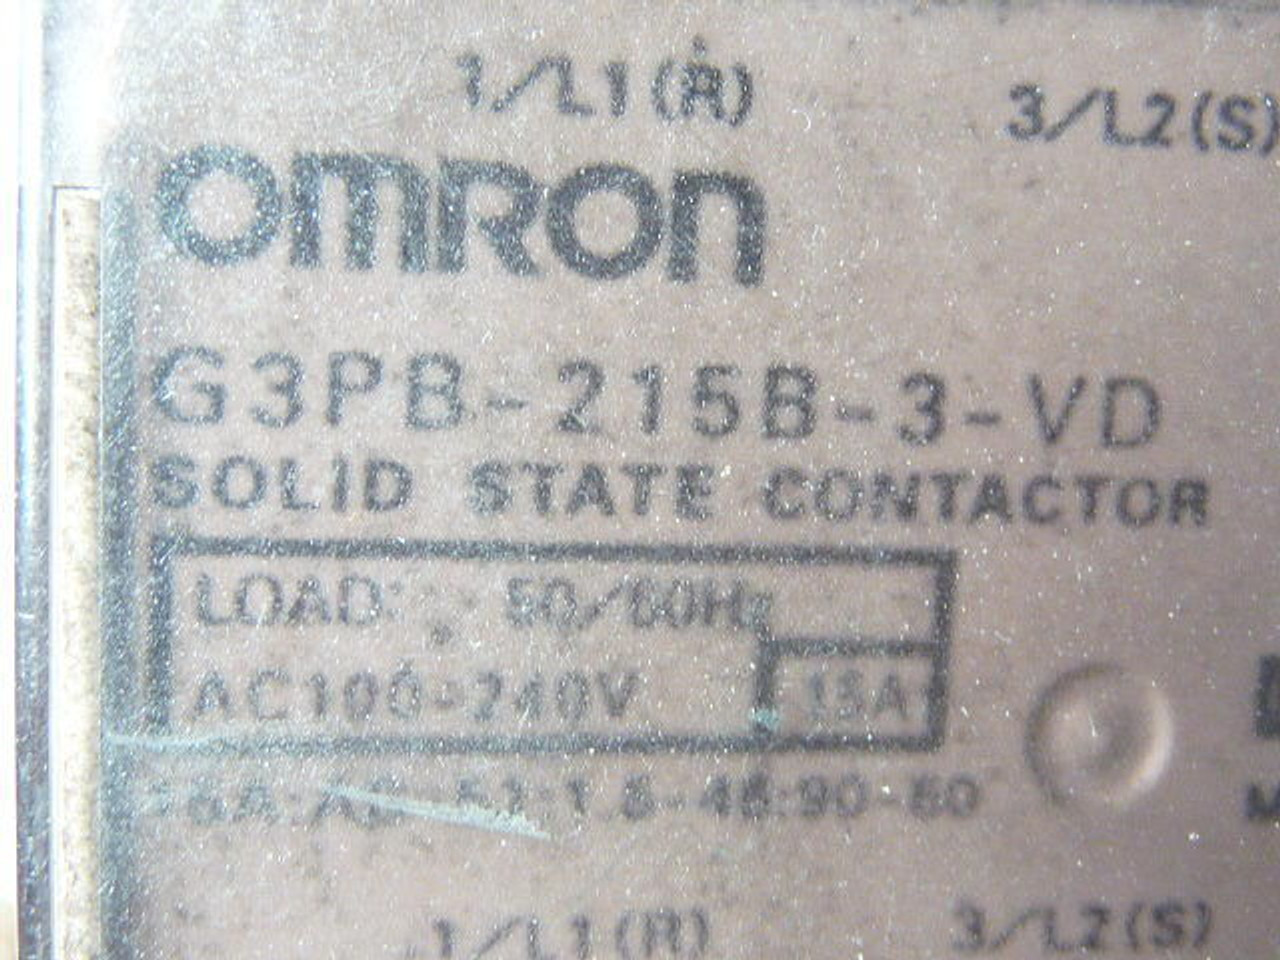 1/L1(R) 3/L2(S)
OMRON
G3PB-215B-3-VD
SOLID STATE CONTACTOR
LOAD: 50/60Hz
AC100-240V 15A
1/L1(R) 3/L2(S)